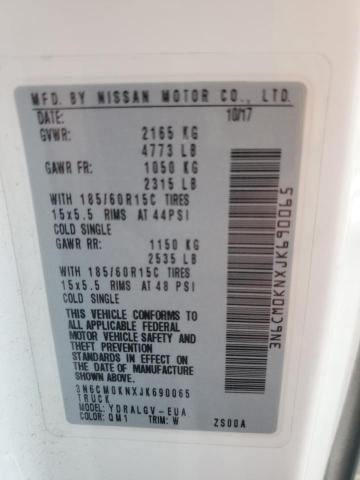 MFD. BY NISSAN MOTOR CO., LTD.
DATE: 10/17
GVWR: 2165 KG
4773 LB
GAWR FR: 1050 KG
2315 LB
WITH 185/60R15C TIRES
15x5.5 RIMS AT 44PSI
COLD SINGLE
GAWR RR: 1150 KG
2535 LB
WITH 185/60R15C TIRES
15x5.5 RIMS AT 48 PSI
COLD SINGLE
THIS VEHICLE CONFORMS TO
ALL APPLICABLE FEDERAL
MOTOR VEHICLE SAFETY
AND THEFT PREVENTION
STANDARDS IN EFFECT ON
THE DATE OF MANUFACTURE
SHOWN ABOVE.
3N6CM0KNXJK690065
TRUCK
MODEL: YDRALGV-EUA
COLOR: QM1 TRIM: W ZS00A
3N6CM0KNXJK690065